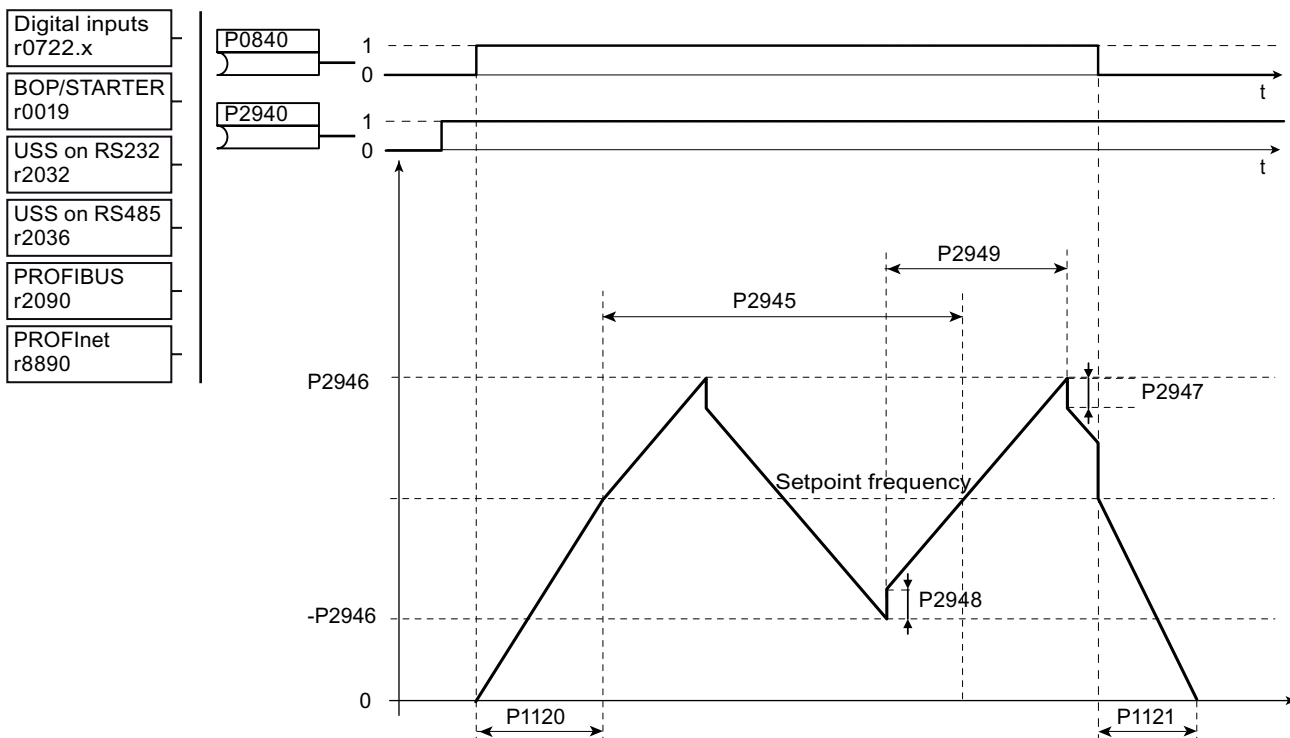 Digital inputs
r0722.x
BOP/STARTER
r0019
USS on RS232
r2032
USS on RS485
r2036
PROFIBUS
r2090
PROFInet
r8890
P0840
1
0
t
P2940
1
0
t
P2949
P2945
P2946
P2947
Setpoint frequency
P2948
-P2946
0
P1120
P1121